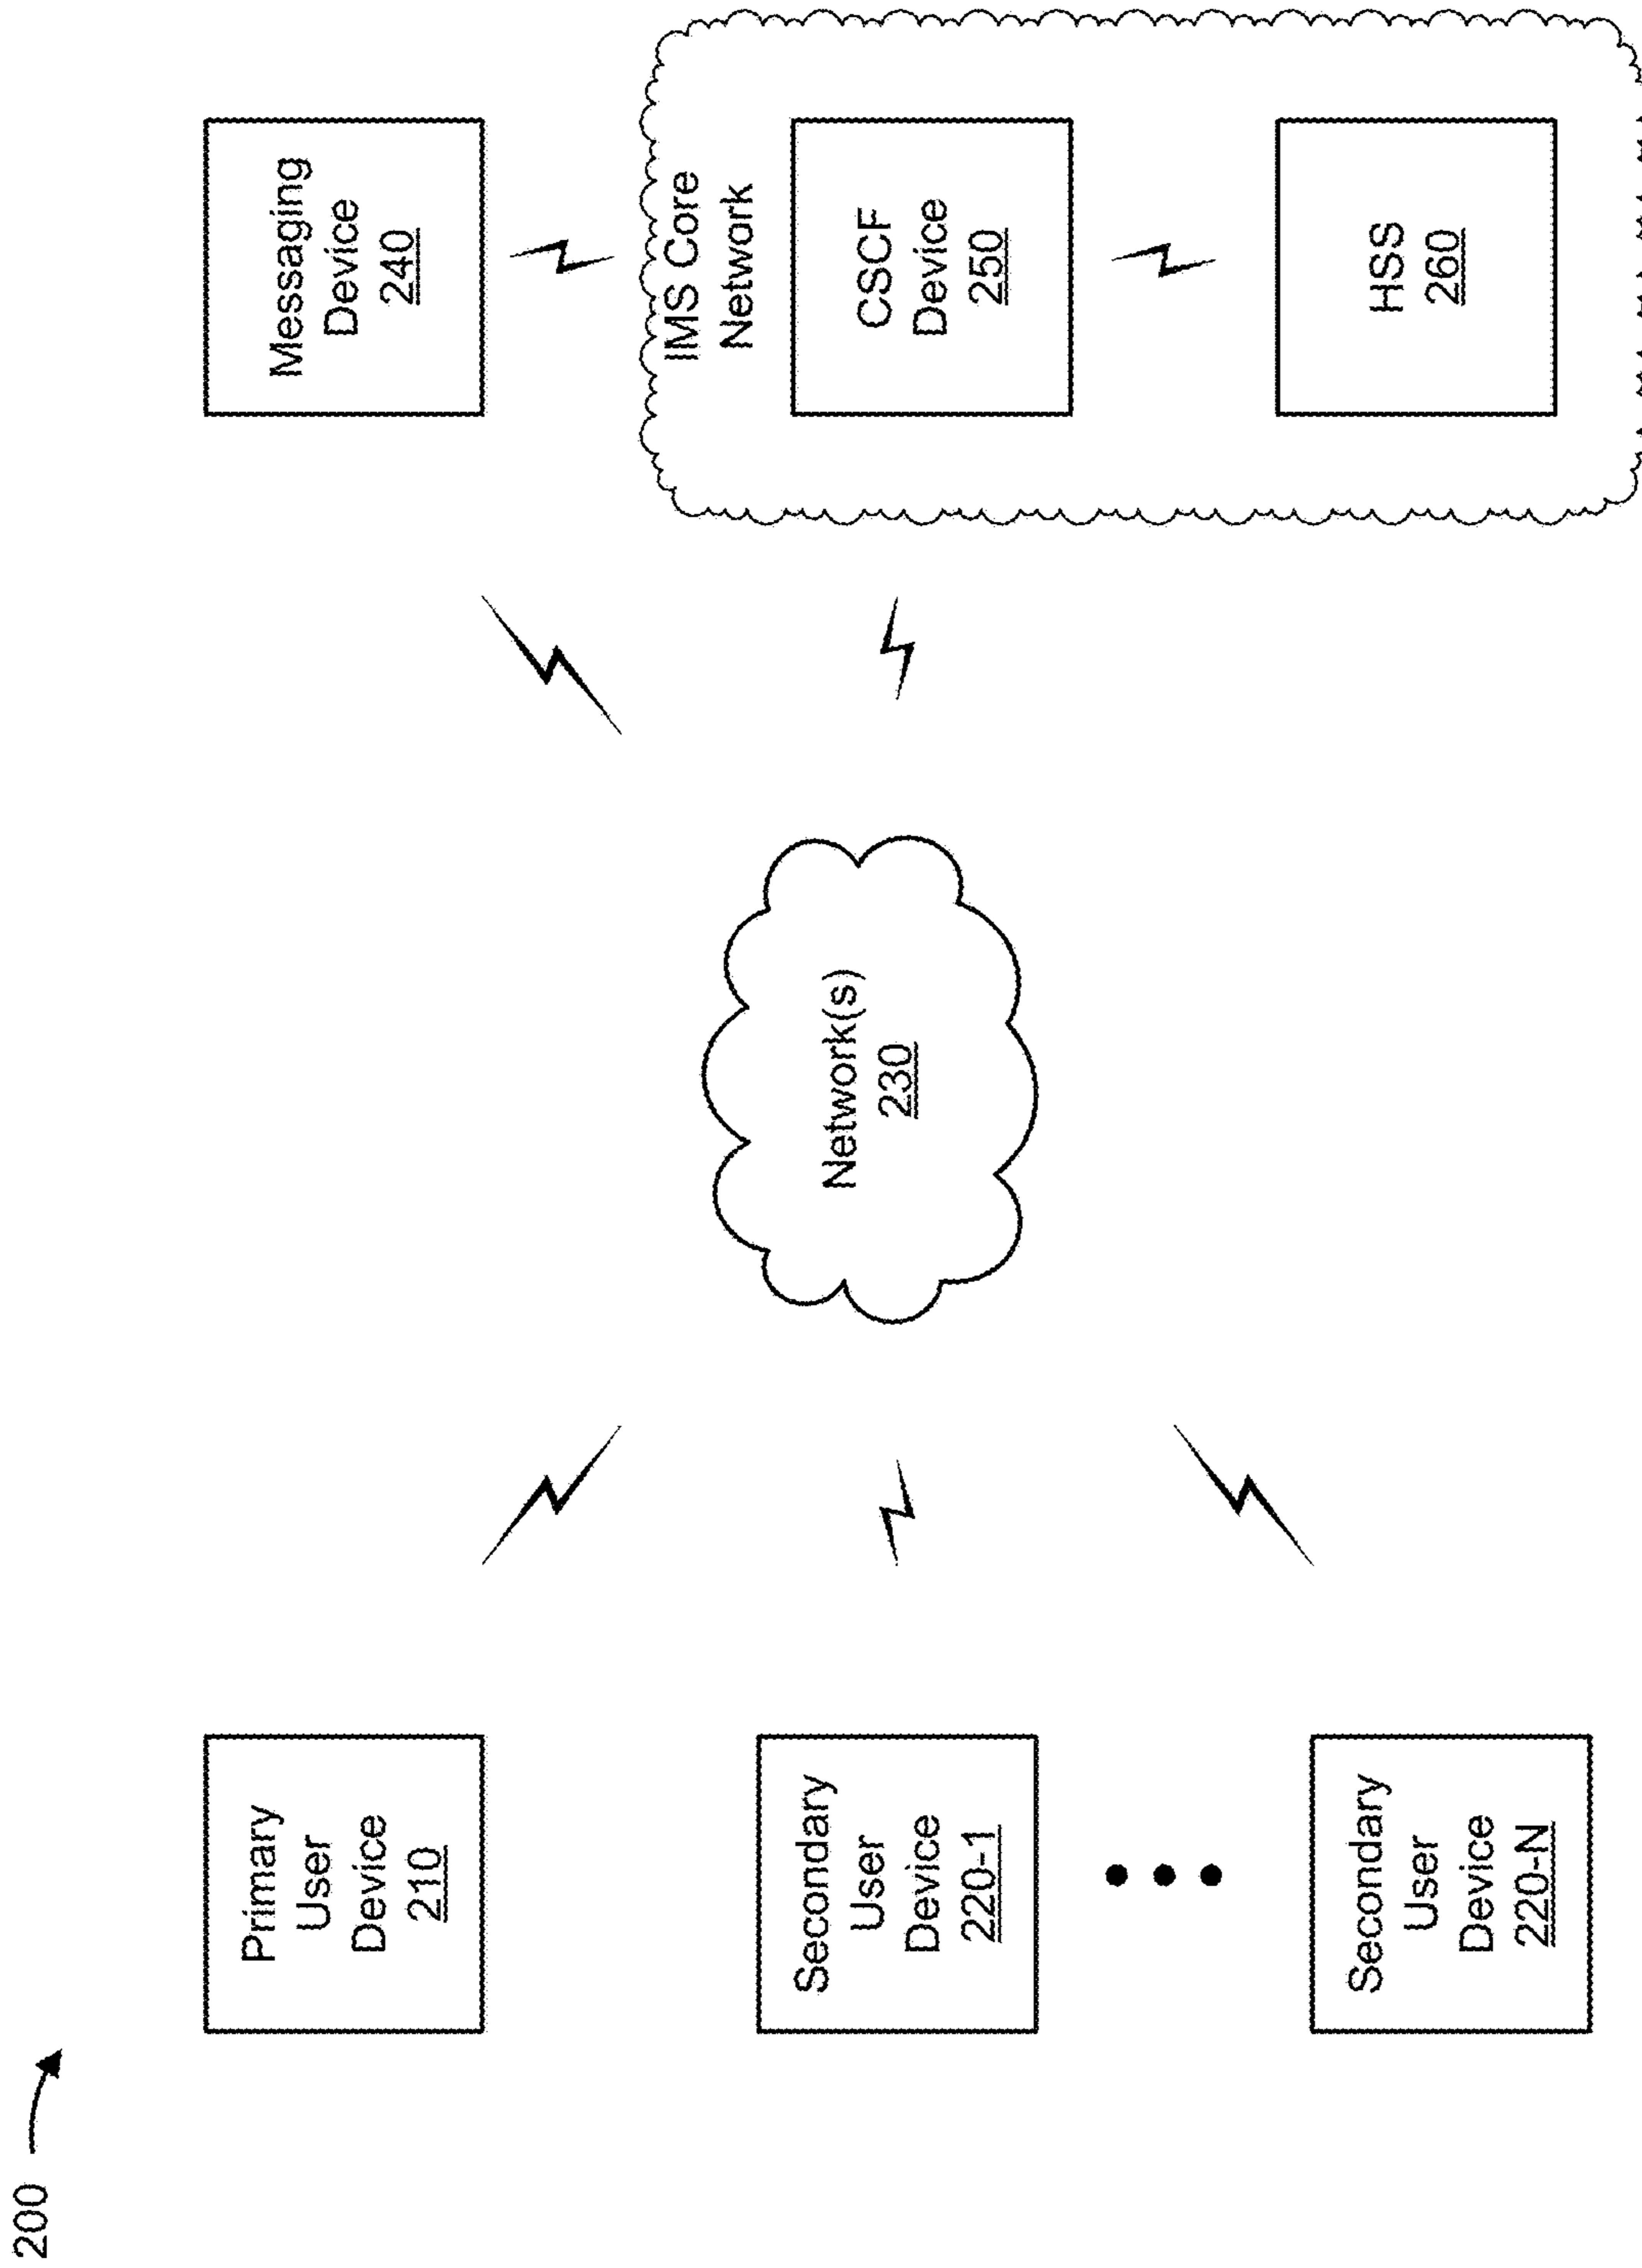 200
Primary
User
Device
210
Secondary
User
Device
220-1
Secondary
User
Device
220-N
Network(s)
230
Messaging
Device
240
IMS Core
Network
CSCF
Device
250
HSS
260